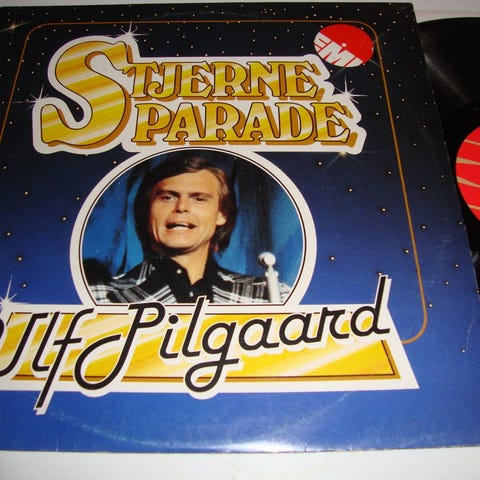 EMI
STJERNE
PARADE
Ulf Pilgaard